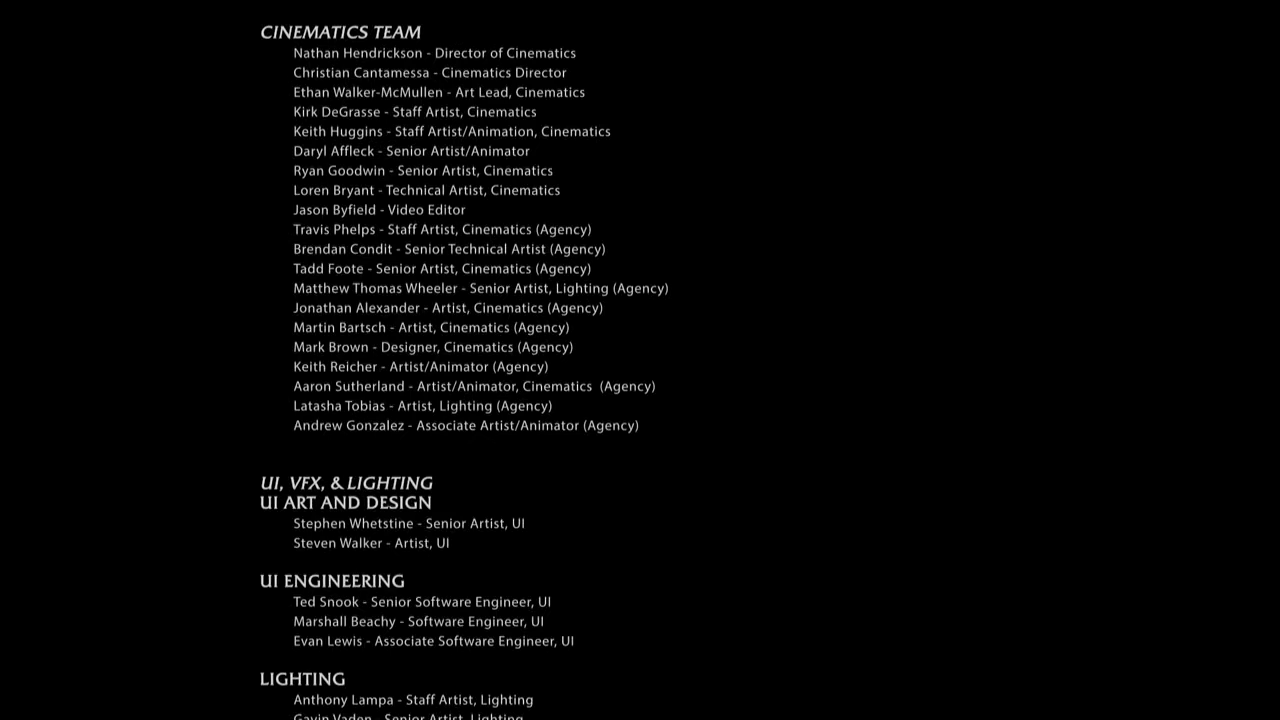 CINEMATICS TEAM
Nathan Hendrickson - Director of Cinematics
Christian Cantamessa - Cinematics Director
Ethan Walker-McMullen - Art Lead, Cinematics
Kirk DeGrasse - Staff Artist, Cinematics
Keith Huggins - Staff Artist/Animation, Cinematics
Daryl Affleck - Senior Artist/Animator
Ryan Goodwin - Senior Artist, Cinematics
Loren Bryant - Technical Artist, Cinematics
Jason Byfield - Video Editor
Travis Phelps - Staff Artist, Cinematics (Agency)
Brendan Condit - Senior Technical Artist (Agency)
Tadd Foote - Senior Artist, Cinematics (Agency)
Matthew Thomas Wheeler - Senior Artist, Lighting (Agency)
Jonathan Alexander - Artist, Cinematics (Agency)
Martin Bartsch - Artist, Cinematics (Agency)
Mark Brown - Designer, Cinematics (Agency)
Keith Reicher - Artist/Animator (Agency)
Aaron Sutherland - Artist/Animator, Cinematics  (Agency)
Latasha Tobias - Artist, Lighting (Agency)
Andrew Gonzalez - Associate Artist/Animator (Agency)
UI, VFX, & LIGHTING
UI ART AND DESIGN
Stephen Whetstine - Senior Artist, UI
Steven Walker - Artist, UI
UI ENGINEERING
Ted Snook - Senior Software Engineer, UI
Marshall Beachy - Software Engineer, UI
Evan Lewis - Associate Software Engineer, UI
LIGHTING
Anthony Lampa - Staff Artist, Lighting
Gavin Vaden - Senior Artist, Lighting